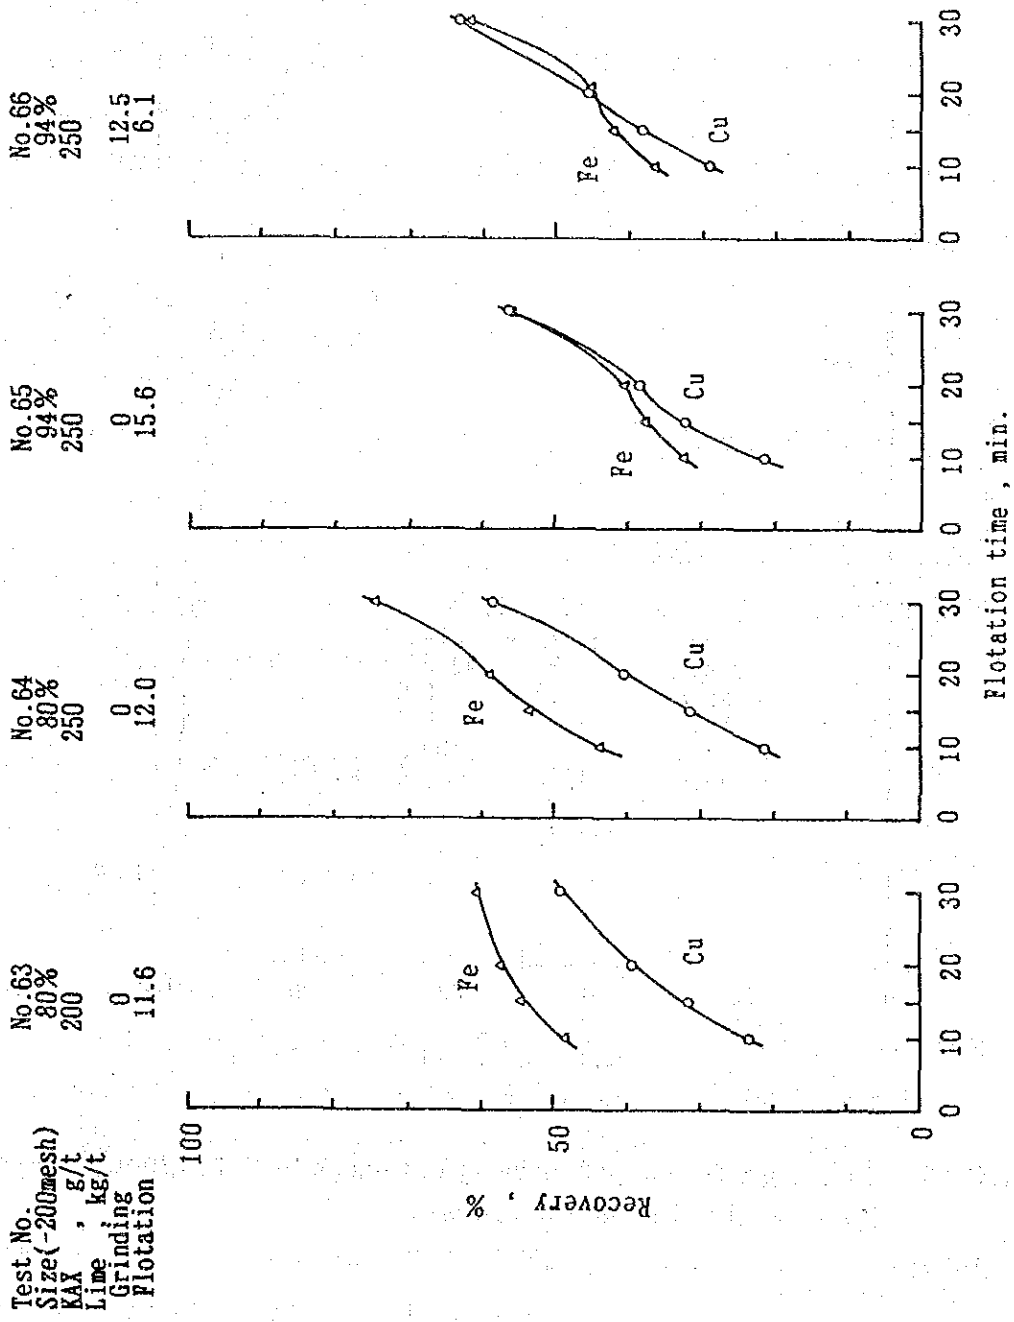 Test No. No.63 No.64 No.65 No.66
Size(-200mesh) 80% 80% 94% 94%
KAX , g/t 200 250 250 250
Lime , kg/t
Grinding 0 0 0 12.5
Flotation 11.6 12.0 15.6 6.1
100
50
0
Recovery , %
Fe
Cu
Fe
Cu
Fe
Cu
Fe
Cu
0 10 20 30
0 10 20 30
0 10 20 30
0 10 20 30
Flotation time , min.